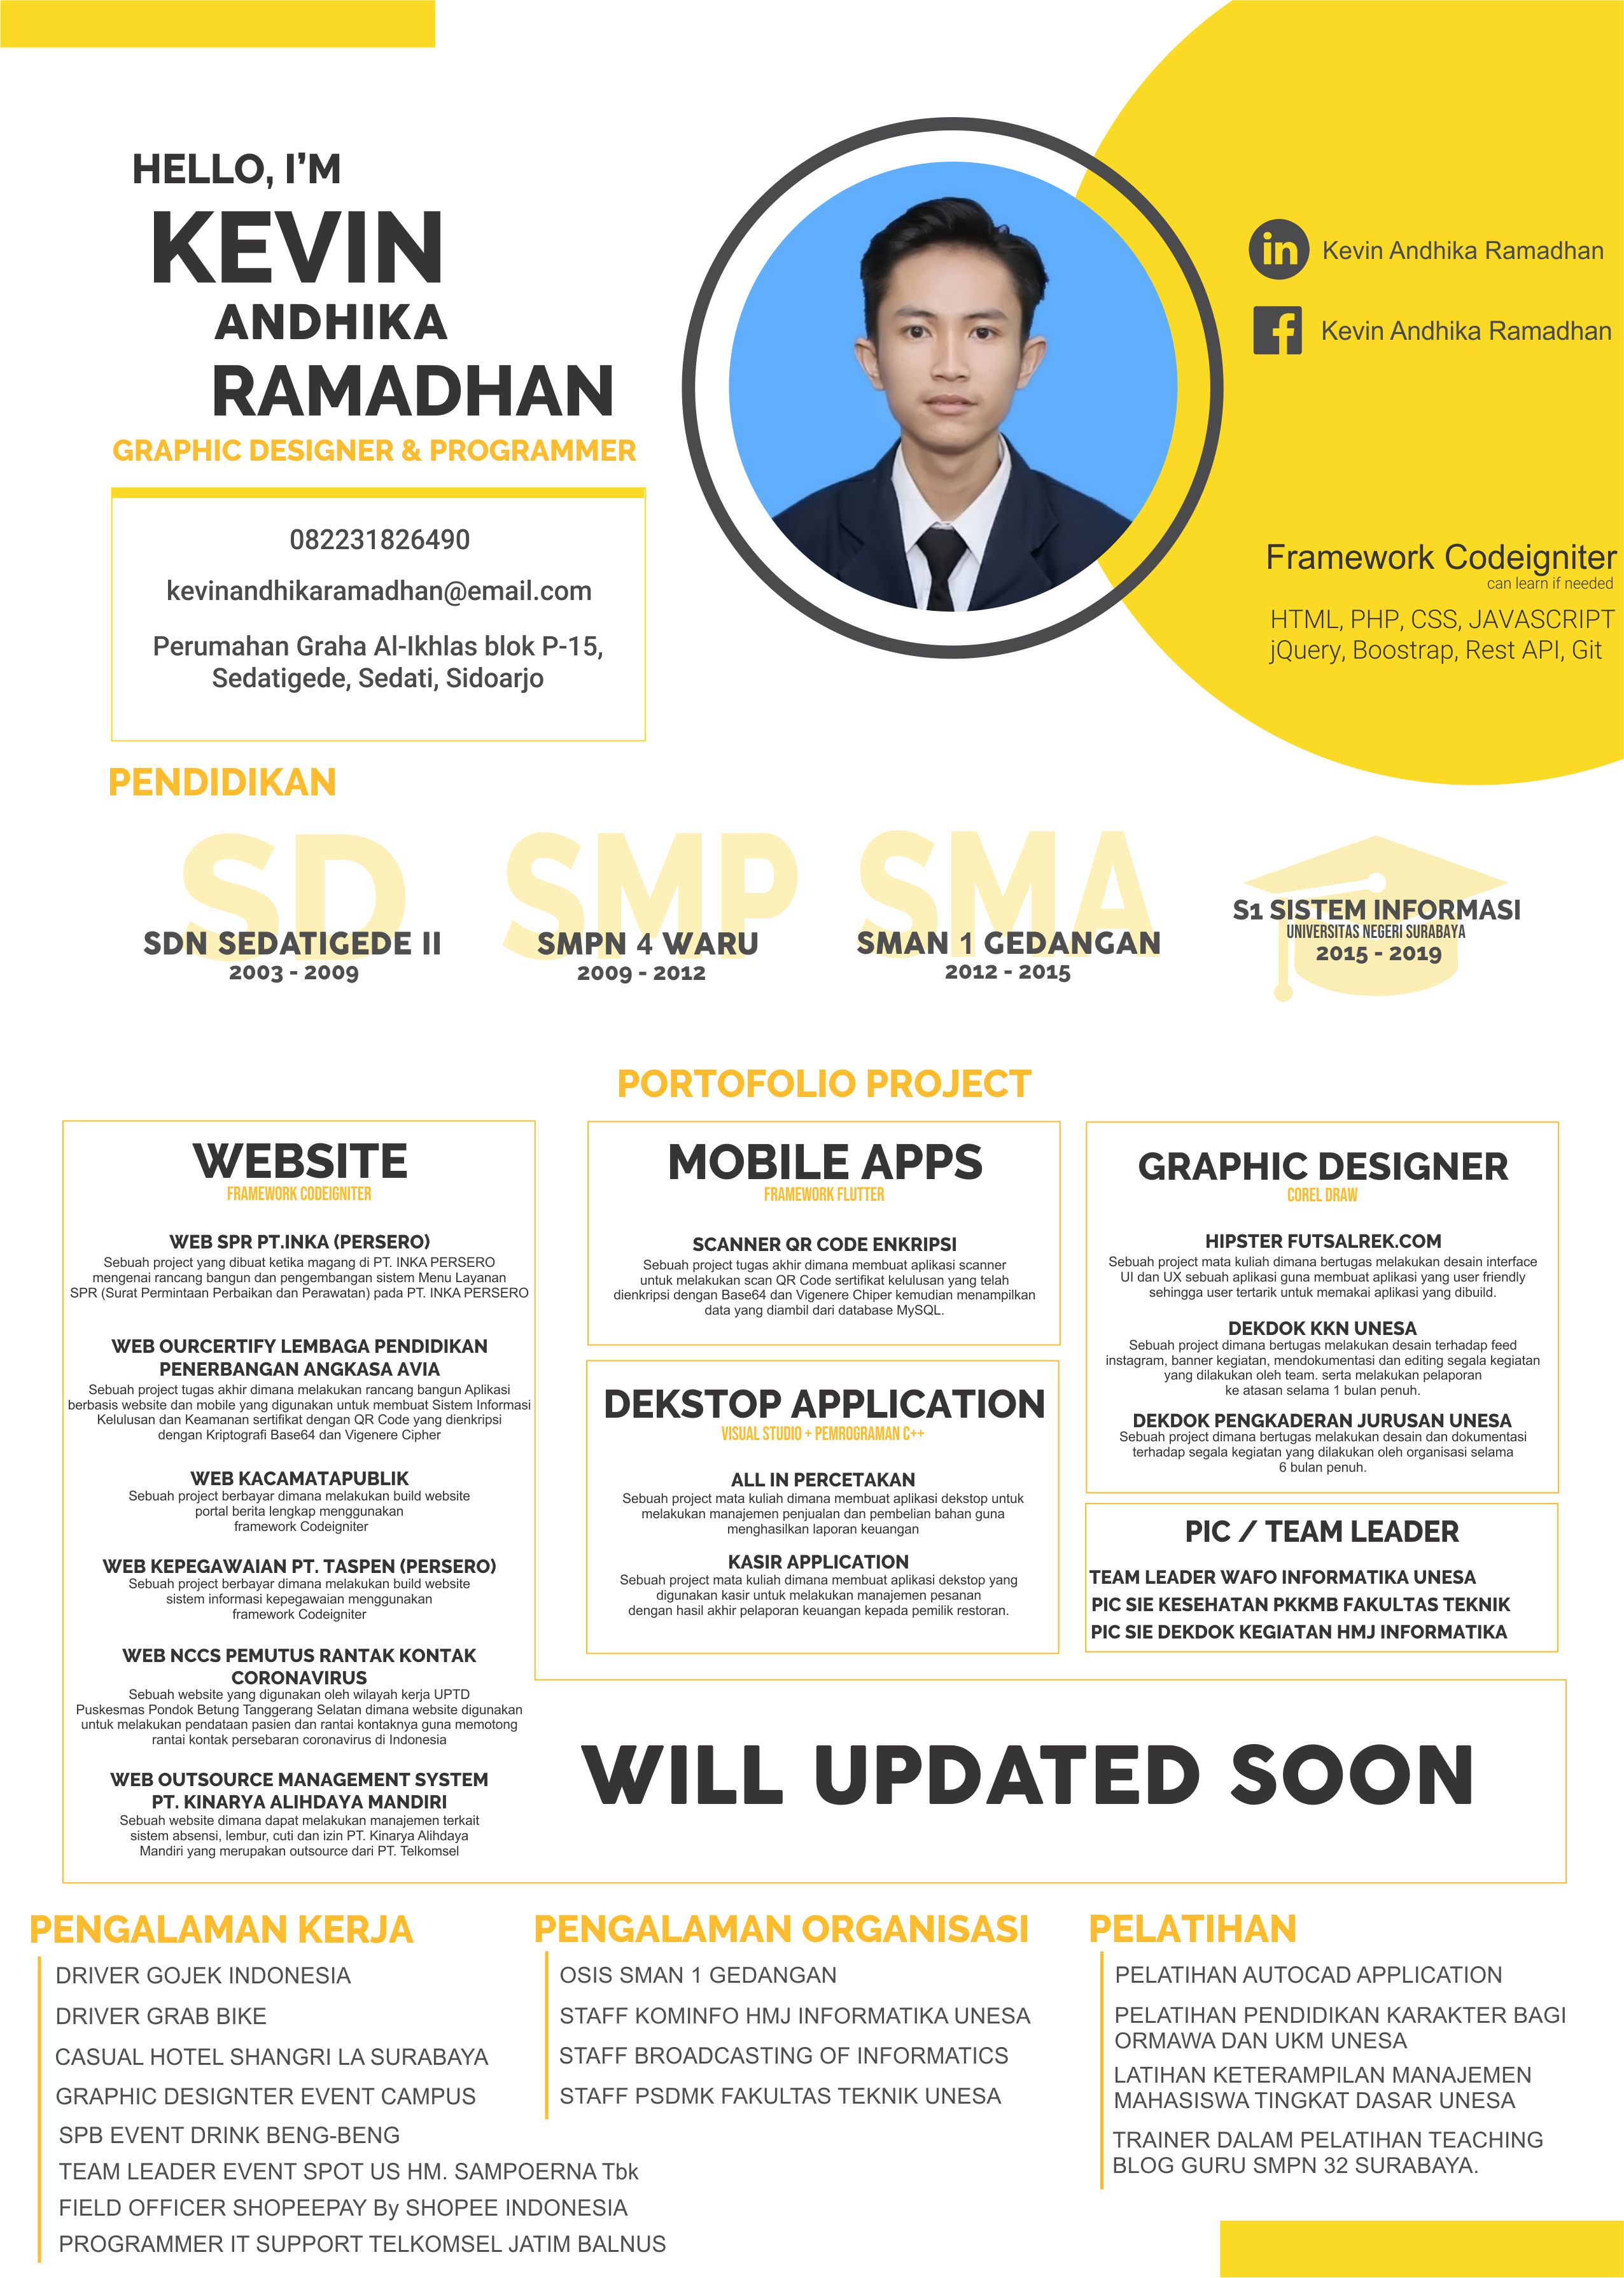 HELLO, I'M
KEVIN
ANDHIKA
RAMADHAN
GRAPHIC DESIGNER & PROGRAMMER
082231826490
kevinandhikaramadhan@email.com
Perumahan Graha Al-Ikhlas blok P-15,
Sedatigede, Sedati, Sidoarjo
in Kevin Andhika Ramadhan
f Kevin Andhika Ramadhan
Framework Codeigniter
can learn if needed
HTML, PHP, CSS, JAVASCRIPT
jQuery, Boostrap, Rest API, Git
PENDIDIKAN
SD
SDN SEDATIGEDE II
2003 - 2009
SMP
SMPN 4 WARU
2009 - 2012
SMA
SMAN 1 GEDANGAN
2012 - 2015
S1 SISTEM INFORMASI
UNIVERSITAS NEGERI SURABAYA
2015 - 2019
PORTOFOLIO PROJECT
WEBSITE
FRAMEWORK CODEIGNITER
WEB SPR PT.INKA (PERSERO)
Sebuah project yang dibuat ketika magang di PT. INKA PERSERO
mengenai rancang bangun dan pengembangan sistem Menu Layanan
SPR (Surat Permintaan Perbaikan dan Perawatan) pada PT. INKA PERSERO
WEB OURCERTIFY LEMBAGA PENDIDIKAN
PENERBANGAN ANGKASA AVIA
Sebuah project tugas akhir dimana melakukan rancang bangun Aplikasi
berbasis website dan mobile yang digunakan untuk membuat Sistem Informasi
Kelulusan dan Keamanan sertifikat dengan QR Code yang dienkripsi
dengan Kriptografi Base64 dan Vigenere Cipher
WEB KACAMATAPUBLIK
Sebuah project berbayar dimana melakukan build website
portal berita lengkap menggunakan
framework Codeigniter
WEB KEPEGAWAIAN PT. TASPEN (PERSERO)
Sebuah project berbayar dimana melakukan build website
sistem informasi kepegawaian menggunakan
framework Codeigniter
WEB NCCS PEMUTUS RANTAK KONTAK
CORONAVIRUS
Sebuah website yang digunakan oleh wilayah kerja UPTD
Puskesmas Pondok Betung Tanggerang Selatan dimana website digunakan
untuk melakukan pendataan pasien dan rantai kontaknya guna memotong
rantai kontak persebaran coronavirus di Indonesia
WEB OUTSOURCE MANAGEMENT SYSTEM
PT. KINARYA ALIHDAYA MANDIRI
Sebuah website dimana dapat melakukan manajemen terkait
sistem absensi, lembur, cuti dan izin PT. Kinarya Alihdaya
Mandiri yang merupakan outsource dari PT. Telkomsel
MOBILE APPS
FRAMEWORK FLUTTER
SCANNER QR CODE ENKRIPSI
Sebuah project tugas akhir dimana membuat aplikasi scanner
untuk melakukan scan QR Code sertifikat kelulusan yang telah
dienkripsi dengan Base64 dan Vigenere Chiper kemudian menampilkan
data yang diambil dari database MySQL.
DEKSTOP APPLICATION
VISUAL STUDIO + PEMROGRAMAN C++
ALL IN PERCETAKAN
Sebuah project mata kuliah dimana membuat aplikasi dekstop untuk
melakukan manajemen penjualan dan pembelian bahan guna
menghasilkan laporan keuangan
KASIR APPLICATION
Sebuah project mata kuliah dimana membuat aplikasi dekstop yang
digunakan kasir untuk melakukan manajemen pesanan
dengan hasil akhir pelaporan keuangan kepada pemilik restoran.
GRAPHIC DESIGNER
COREL DRAW
HIPSTER FUTSALREK.COM
Sebuah project mata kuliah dimana bertugas melakukan desain interface
UI dan UX sebuah aplikasi guna membuat aplikasi yang user friendly
sehingga user tertarik untuk memakai aplikasi yang dibuild.
DEKDOK KKN UNESA
Sebuah project dimana bertugas melakukan desain terhadap feed
instagram, banner kegiatan, mendokumentasi dan editing segala kegiatan
yang dilakukan oleh team. serta melakukan pelaporan
ke atasan selama 1 bulan penuh.
DEKDOK PENGKADERAN JURUSAN UNESA
Sebuah project dimana bertugas melakukan desain dan dokumentasi
terhadap segala kegiatan yang dilakukan oleh organisasi selama
6 bulan penuh.
PIC / TEAM LEADER
TEAM LEADER WAFO INFORMATIKA UNESA
PIC SIE KESEHATAN PKKMB FAKULTAS TEKNIK
PIC SIE DEKDOK KEGIATAN HMJ INFORMATIKA
WILL UPDATED SOON
PENGALAMAN KERJA
DRIVER GOJEK INDONESIA
DRIVER GRAB BIKE
CASUAL HOTEL SHANGRI LA SURABAYA
GRAPHIC DESIGNTER EVENT CAMPUS
SPB EVENT DRINK BENG-BENG
TEAM LEADER EVENT SPOT US HM. SAMPOERNA Tbk
FIELD OFFICER SHOPEEPAY By SHOPEE INDONESIA
PROGRAMMER IT SUPPORT TELKOMSEL JATIM BALNUS
PENGALAMAN ORGANISASI
OSIS SMAN 1 GEDANGAN
STAFF KOMINFO HMJ INFORMATIKA UNESA
STAFF BROADCASTING OF INFORMATICS
STAFF PSDMK FAKULTAS TEKNIK UNESA
PELATIHAN
PELATIHAN AUTOCAD APPLICATION
PELATIHAN PENDIDIKAN KARAKTER BAGI
ORMAWA DAN UKM UNESA
LATIHAN KETERAMPILAN MANAJEMEN
MAHASISWA TINGKAT DASAR UNESA
TRAINER DALAM PELATIHAN TEACHING
BLOG GURU SMPN 32 SURABAYA.